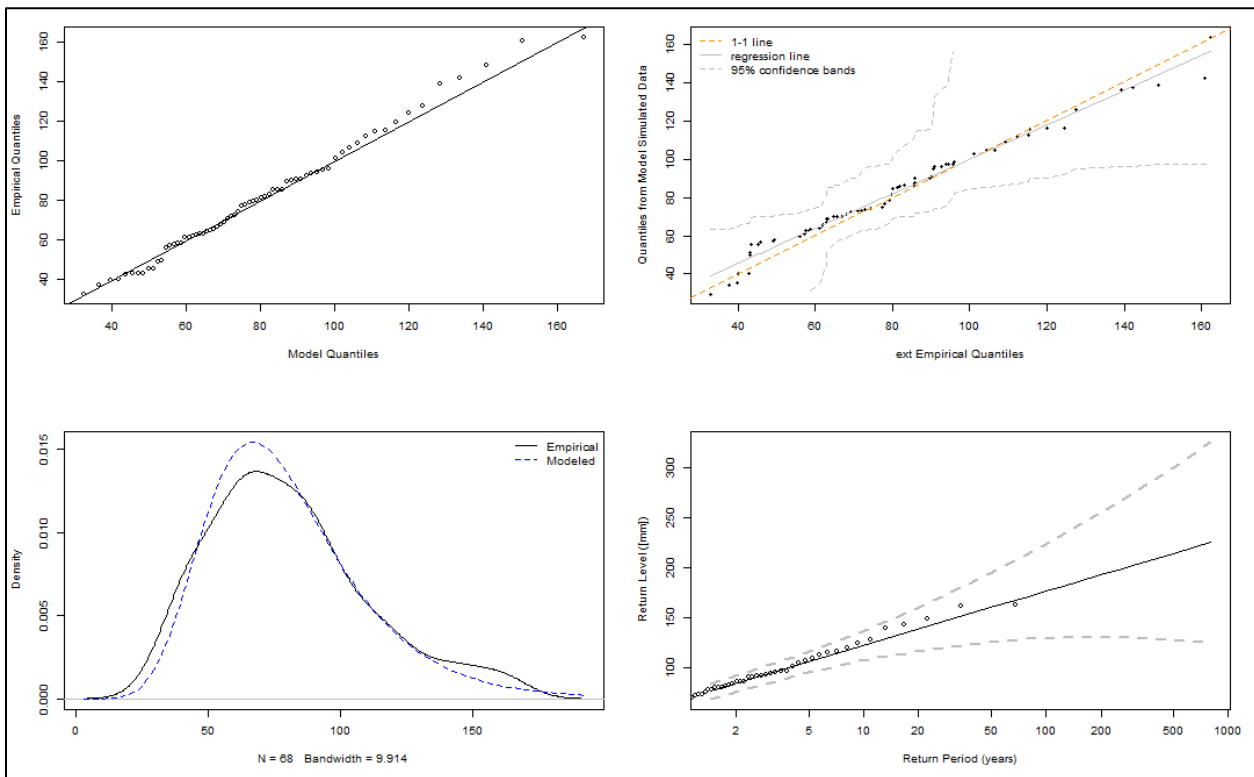 160
140
120
100
80
60
40
Empirical Quantiles
40 60 80 100 120 140 160
Model Quantiles
1-1 line
regression line
95% confidence bands
160
140
120
100
80
60
40
Quantiles from Model Simulated Data
40 60 80 100 120 140 160
ext Empirical Quantiles
Empirical
Modeled
0.015
0.010
0.005
0.000
Density
0 50 100 150
N = 68 Bandwidth = 9.914
300
250
200
150
100
Return Level ([mm]
2 5 10 20 50 100 200 500 1000
Return Period (years)